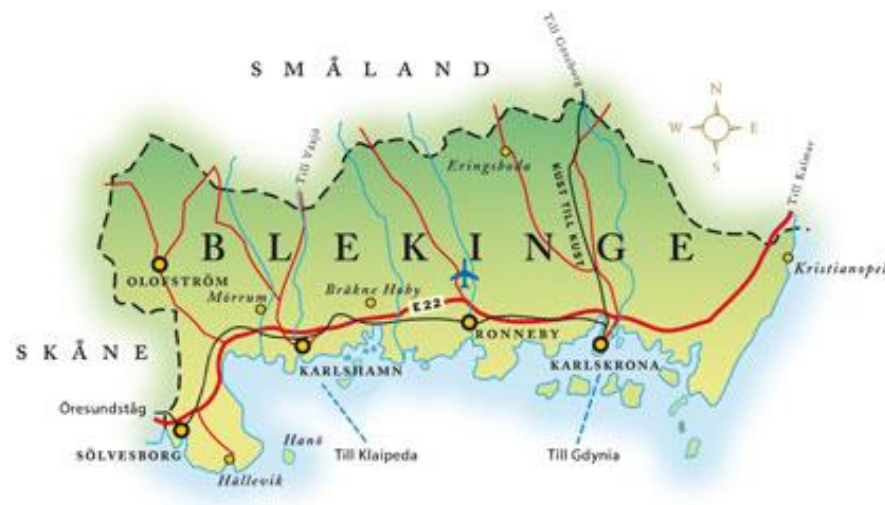 SMÅLAND
Till Göteborg
N
W E
S
Till Växjö
Eringsboda
Till Kalmar
KUST TILL KUST
BLEKINGE
OLOFSTRÖM
Mörrum
Bräkne Hoby
Kristianopel
E22
RONNEBY
SKÅNE
KARLSHAMN
KARLSKRONA
Öresundståg
SÖLVESBORG
Hanö
Till Klaipeda
Till Gdynia
Hällevik